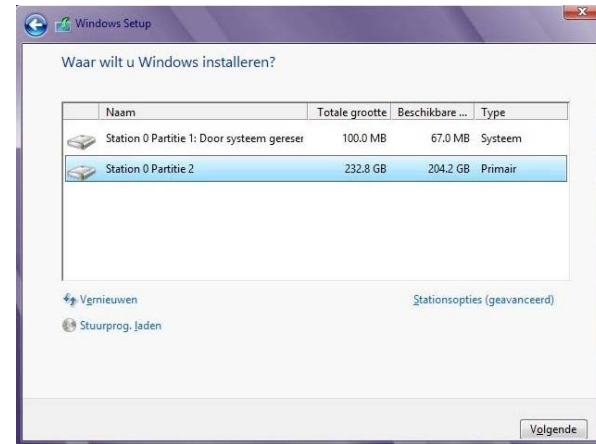 Windows Setup
Waar wilt u Windows installeren?
Naam Totale grootte Beschikbare ... Type
Station 0 Partitie 1: Door systeem gereser 100.0 MB 67.0 MB Systeem
Station 0 Partitie 2 232.8 GB 204.2 GB Primair
Vernieuwen Stationsopties (geavanceerd)
Stuurprog. laden
Volgende